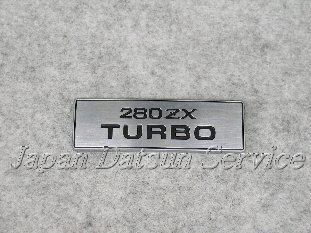 280ZX
TURBO
Japan Datsun Service